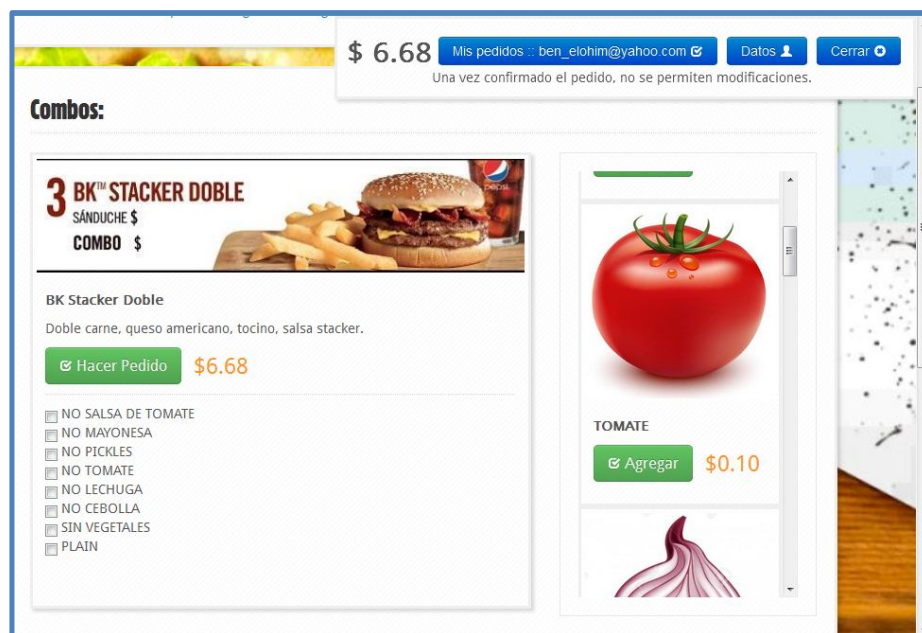 $ 6.68
Mis pedidos :: ben_elohim@yahoo.com
Datos
Cerrar
Una vez confirmado el pedido, no se permiten modificaciones.
Combos:
3 BK™ STACKER DOBLE
SÁNDUCHE $
COMBO $
pepsi
BK Stacker Doble
Doble carne, queso americano, tocino, salsa stacker.
Hacer Pedido $6.68
NO SALSA DE TOMATE
NO MAYONESA
NO PICKLES
NO TOMATE
NO LECHUGA
NO CEBOLLA
SIN VEGETALES
PLAIN
TOMATE
Agregar $0.10